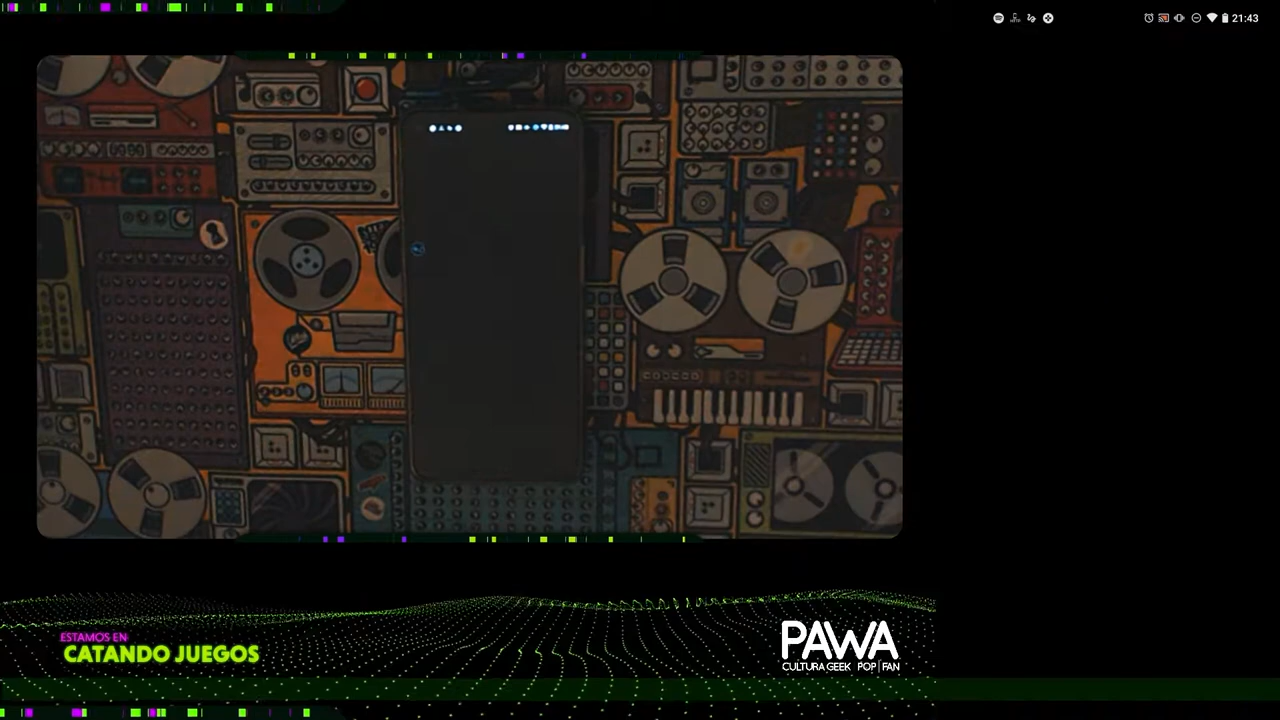 21:43
ESTAMOS EN
CATANDO JUEGOS
PAWA
CULTURA GEEK POP FAN